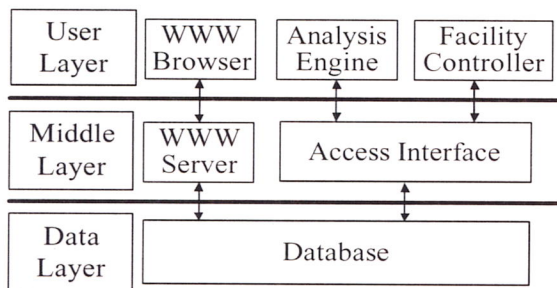 User
Layer
WWW
Browser
Analysis
Engine
Facility
Controller
Middle
Layer
WWW
Server
Access Interface
Data
Layer
Database